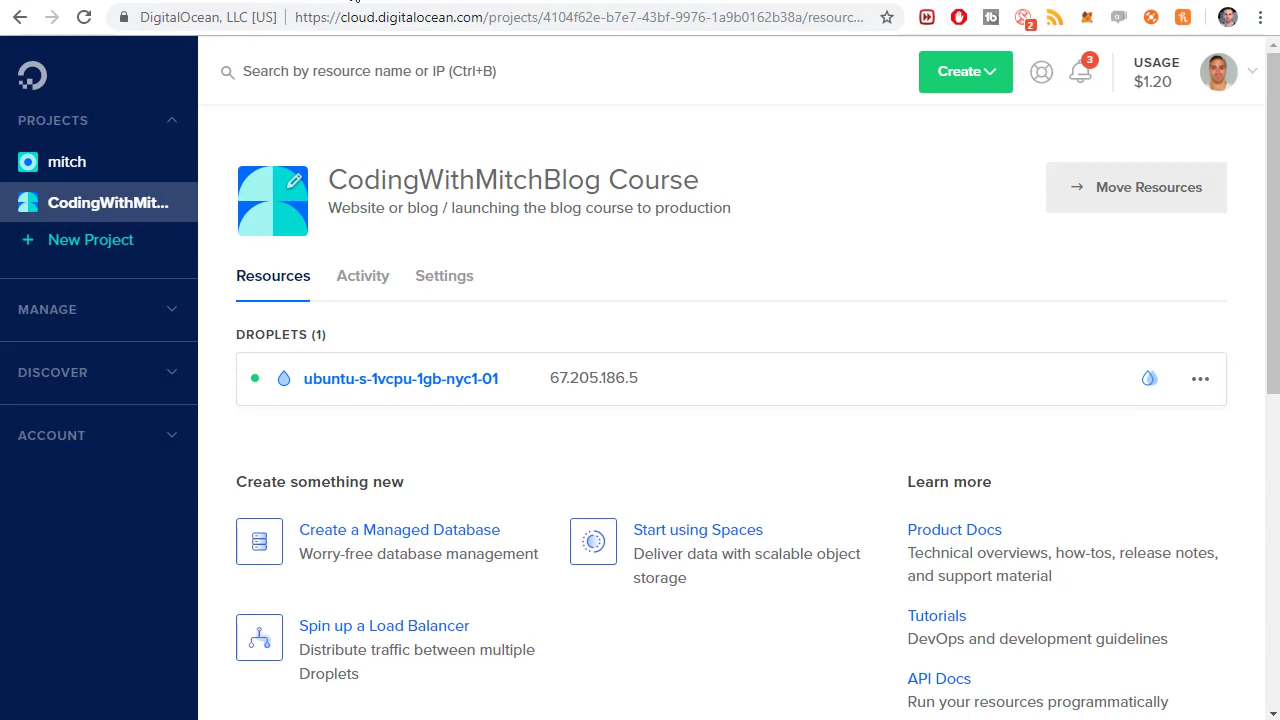 DigitalOcean, LLC [US] | https://cloud.digitalocean.com/projects/4104f62e-b7e7-43bf-9976-1a9b0162b38a/resourc...
2
Search by resource name or IP (Ctrl+B)
Create
3
USAGE
$1.20
PROJECTS
mitch
CodingWithMit...
+ New Project
MANAGE
DISCOVER
ACCOUNT
CodingWithMitchBlog Course
Website or blog / launching the blog course to production
→ Move Resources
Resources
Activity
Settings
DROPLETS (1)
ubuntu-s-1vcpu-1gb-nyc1-01
67.205.186.5
Create something new
Create a Managed Database
Worry-free database management
Start using Spaces
Deliver data with scalable object
storage
Spin up a Load Balancer
Distribute traffic between multiple
Droplets
Learn more
Product Docs
Technical overviews, how-tos, release notes,
and support material
Tutorials
DevOps and development guidelines
API Docs
Run your resources programmatically